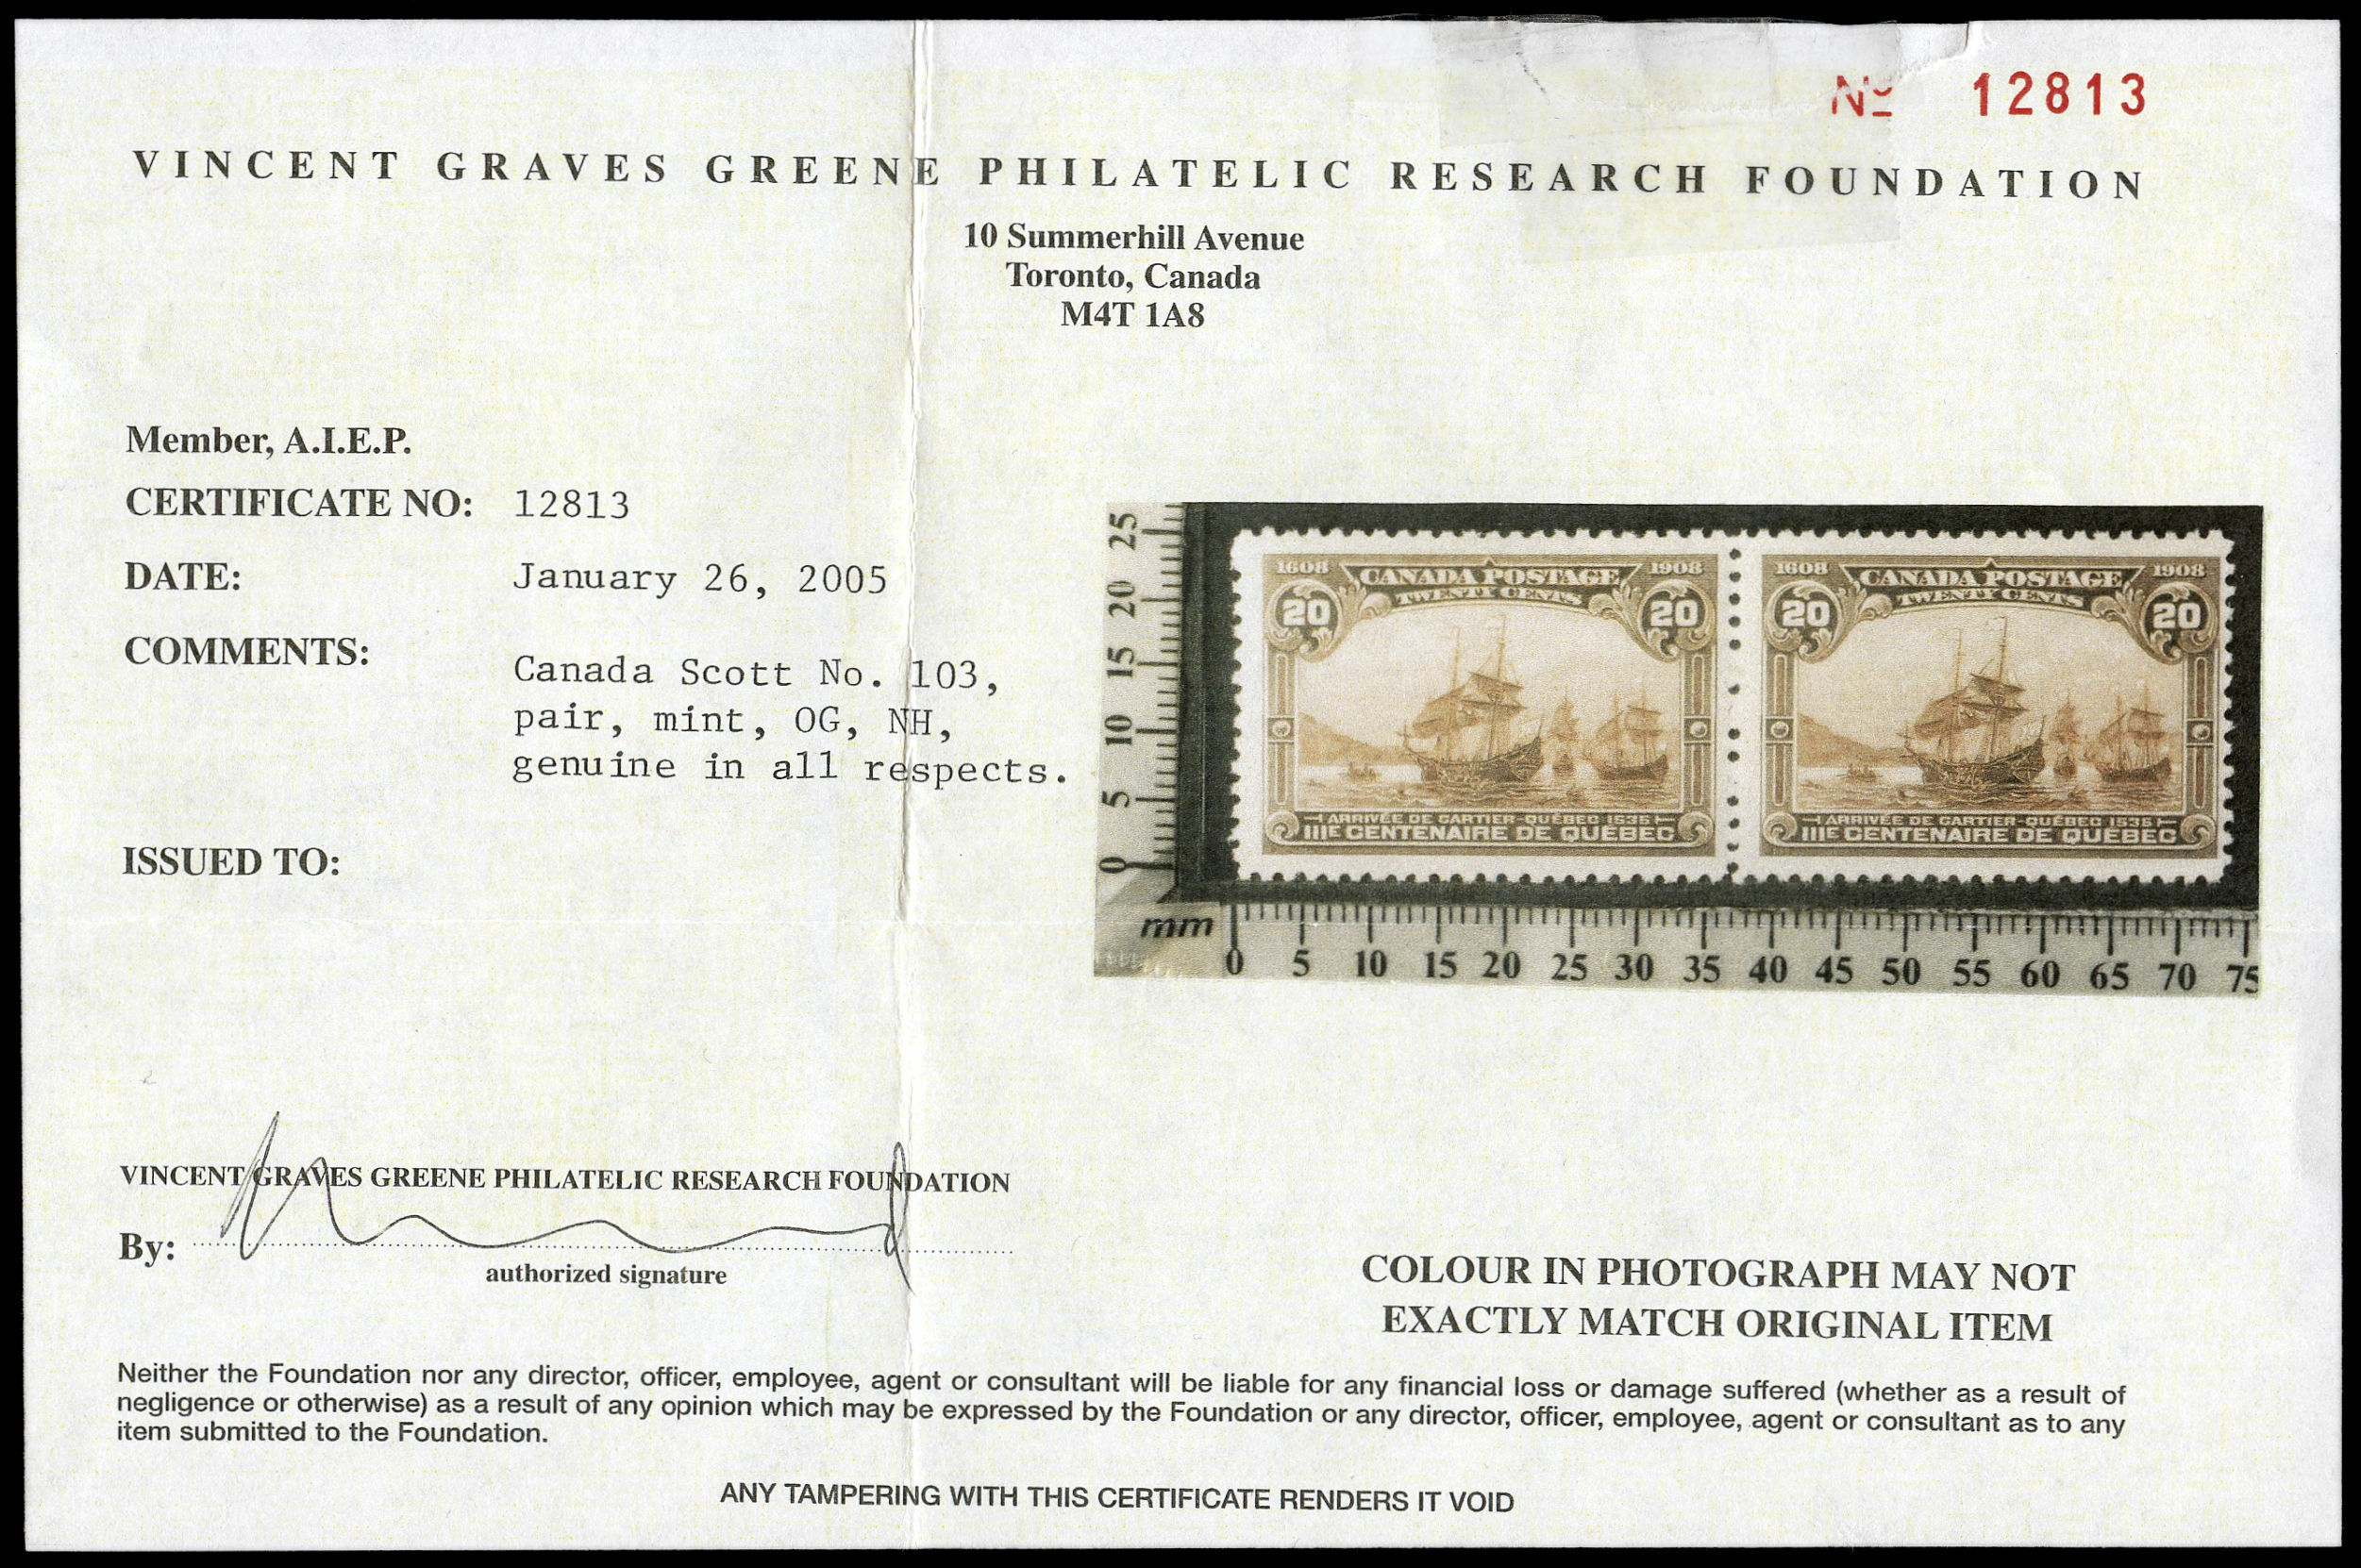 Nº 12813
VINCENT GRAVES GREENE PHILATELIC RESEARCH FOUNDATION
10 Summerhill Avenue
Toronto, Canada
M4T 1A8
Member, A.I.E.P.
CERTIFICATE NO: 12813
DATE: January 26, 2005
COMMENTS: Canada Scott No. 103,
pair, mint, OG, NH,
genuine in all respects.
ISSUED TO:
25
20
15
10
5
0
1608 CANADA POSTAGE 1908
20 TWENTY CENTS 20
ARRIVÉE DE CARTIER-QUÉBEC 1535
IIIE CENTENAIRE DE QUÉBEC
1608 CANADA POSTAGE 1908
20 TWENTY CENTS 20
ARRIVÉE DE CARTIER-QUÉBEC 1535
IIIE CENTENAIRE DE QUÉBEC
mm
0 5 10 15 20 25 30 35 40 45 50 55 60 65 70 75
VINCENT GRAVES GREENE PHILATELIC RESEARCH FOUNDATION
By:
authorized signature
COLOUR IN PHOTOGRAPH MAY NOT
EXACTLY MATCH ORIGINAL ITEM
Neither the Foundation nor any director, officer, employee, agent or consultant will be liable for any financial loss or damage suffered (whether as a result of
negligence or otherwise) as a result of any opinion which may be expressed by the Foundation or any director, officer, employee, agent or consultant as to any
item submitted to the Foundation.
ANY TAMPERING WITH THIS CERTIFICATE RENDERS IT VOID